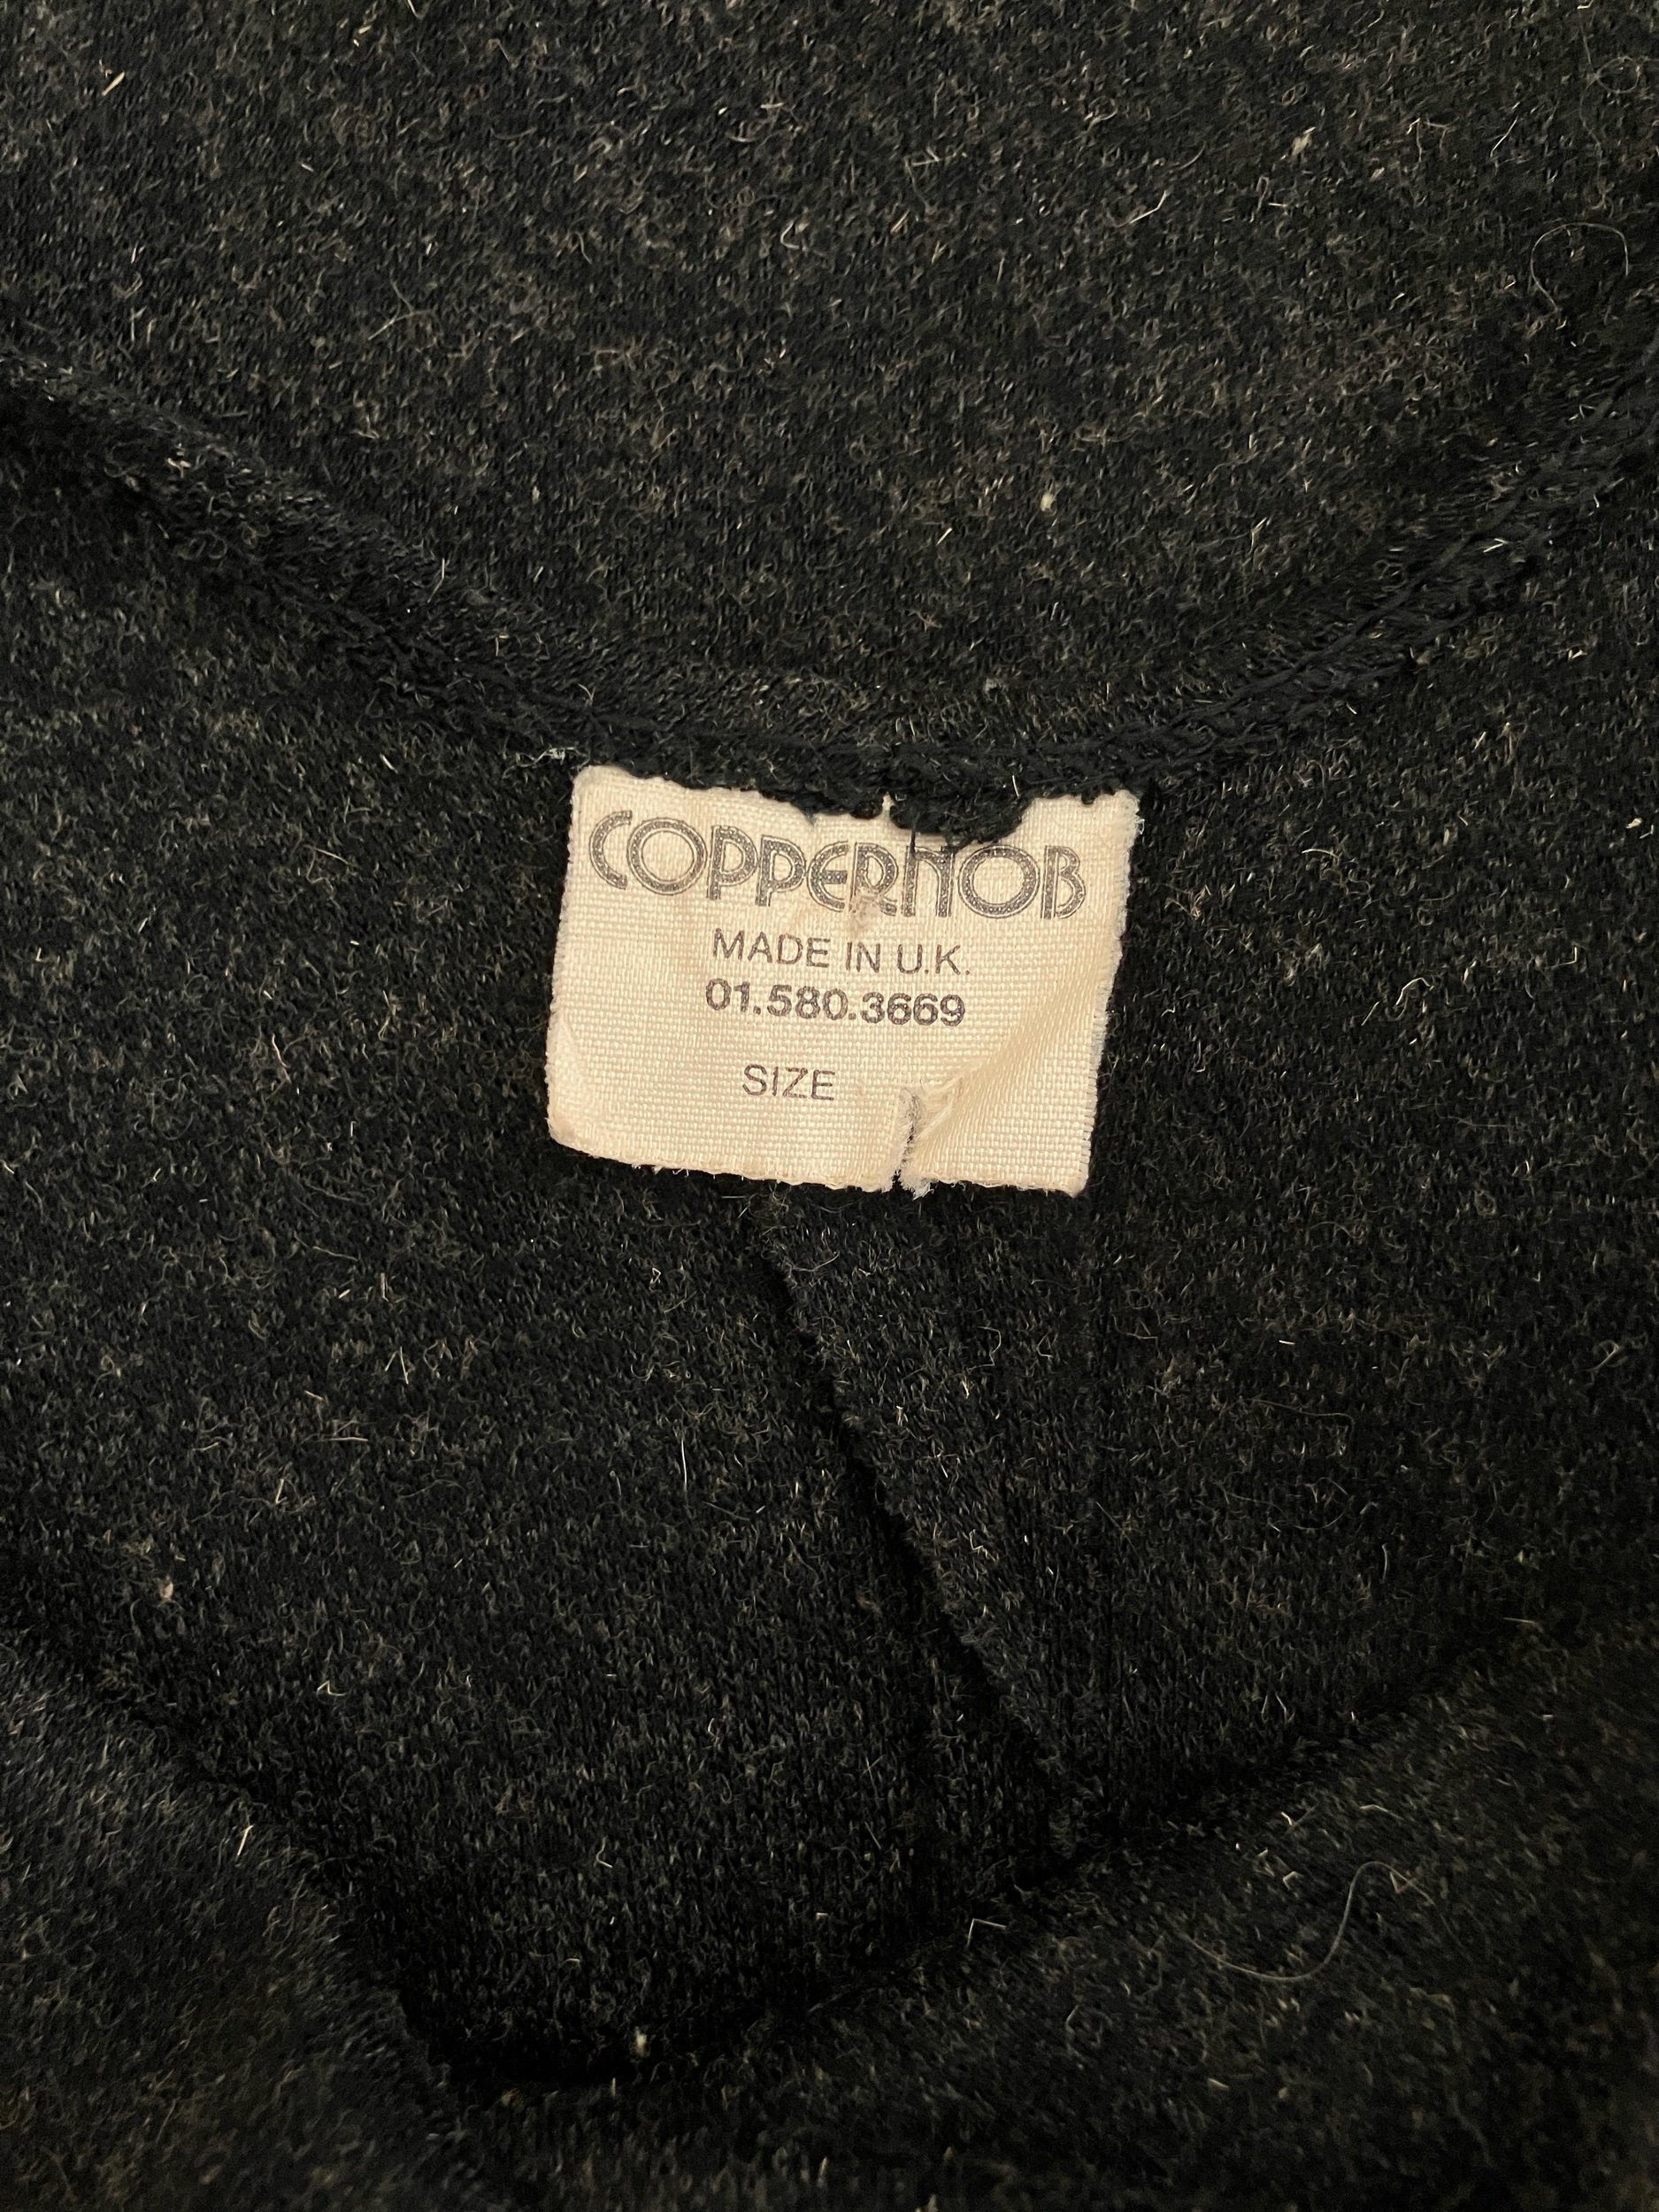 COPPERNOB
MADE IN U.K.
01.580.3669
SIZE